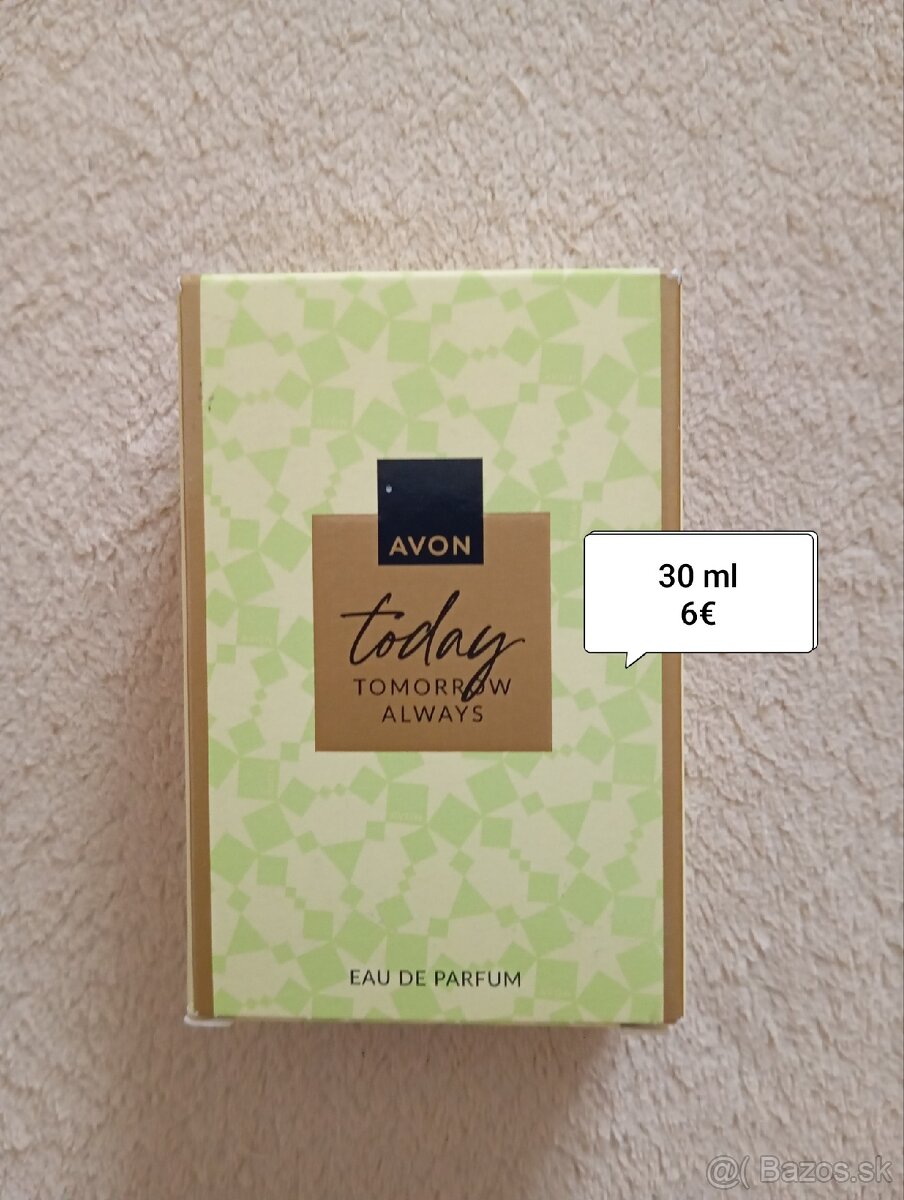 AVON
today
TOMORROW
ALWAYS
30 ml
6€
EAU DE PARFUM
@( Bazos.sk